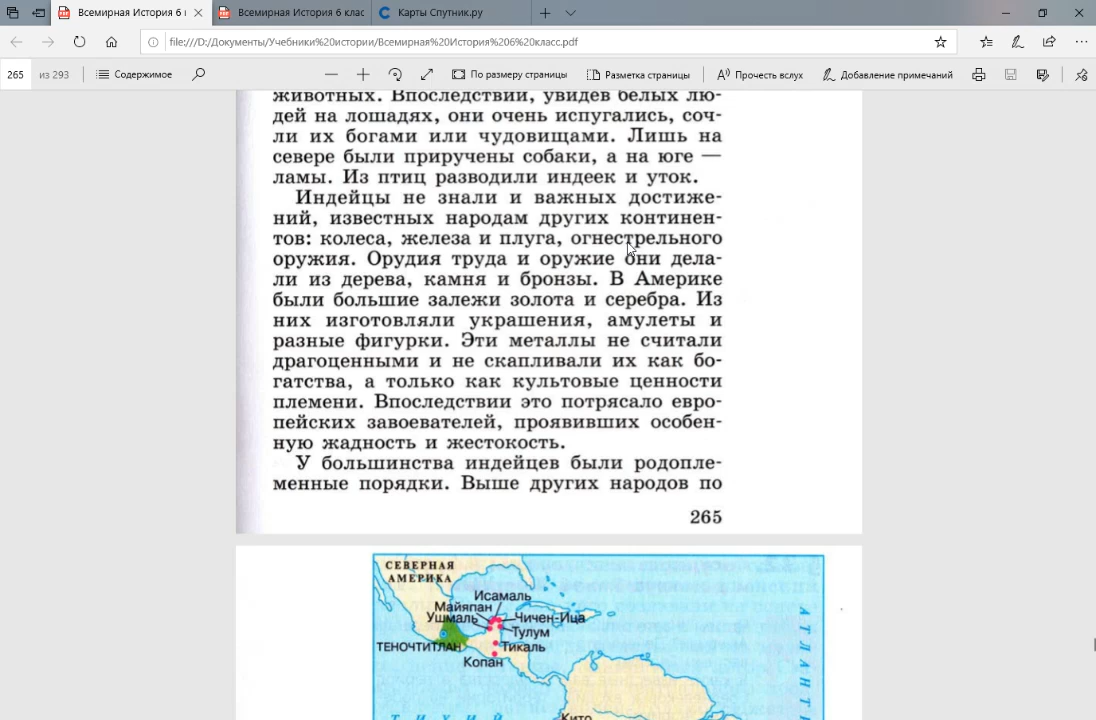 Всемирная История 6 к
Всемирная История 6 клас
Карты Спутник.ру
file:///D:/Документы/Учебники%20истории/Всемирная%20История%206%20класс.pdf
265 из 293 Содержимое По размеру страницы Разметка страницы Прочесть вслух Добавление примечаний
животных. Впоследствии, увидев белых лю-
дей на лошадях, они очень испугались, соч-
ли их богами или чудовищами. Лишь на
севере были приручены собаки, а на юге —
ламы. Из птиц разводили индеек и уток.
Индейцы не знали и важных достиже-
ний, известных народам других континен-
тов: колеса, железа и плуга, огнестрельного
оружия. Орудия труда и оружие они дела-
ли из дерева, камня и бронзы. В Америке
были большие залежи золота и серебра. Из
них изготовляли украшения, амулеты и
разные фигурки. Эти металлы не считали
драгоценными и не скапливали их как бо-
гатства, а только как культовые ценности
племени. Впоследствии это потрясало евро-
пейских завоевателей, проявивших особен-
ную жадность и жестокость.
У большинства индейцев были родопле-
менные порядки. Выше других народов по
265
СЕВЕРНАЯ
АМЕРИКА
Исамаль
Майяпан
Ушмаль
Чичен-Ица
Тулум
ТЕНОЧТИТЛАН
Тикаль
Копан
АТЛАНТ
ТИХИЙ
Кито